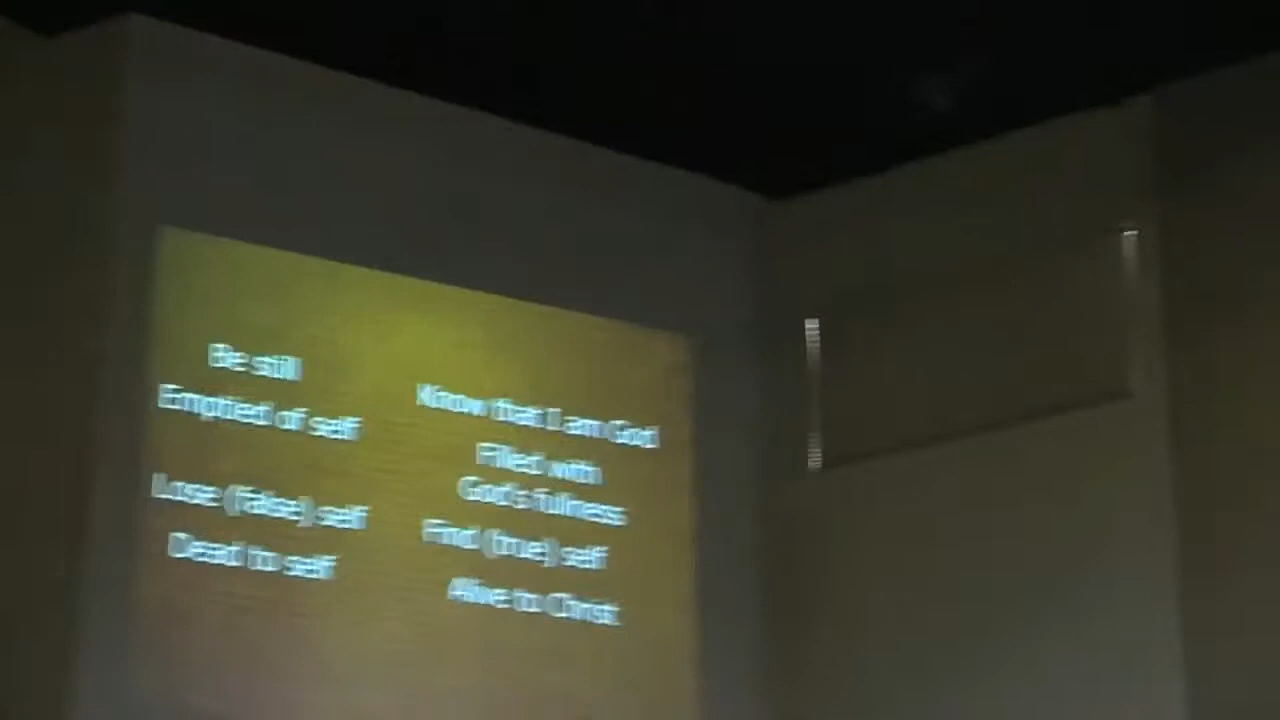 Be still
Emptied of self
Lose (false) self
Dead to self
Know that I am God
Filled with
God's fulness
Find (true) self
Alive to Christ